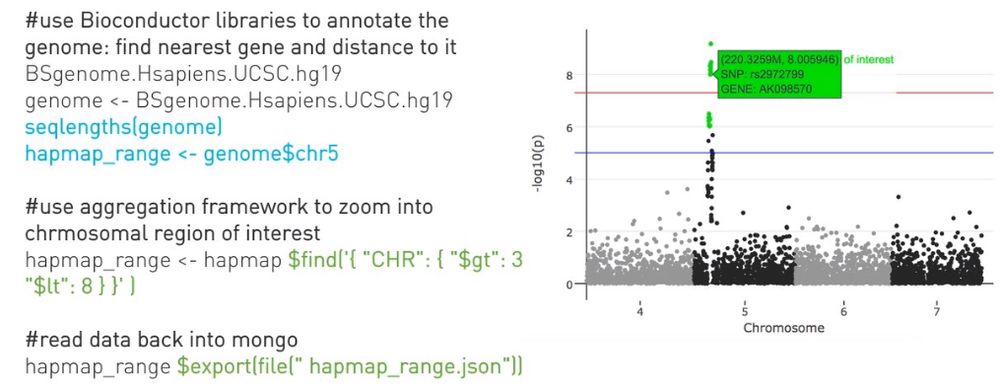 #use Bioconductor libraries to annotate the
genome: find nearest gene and distance to it
BSgenome.Hsapiens.UCSC.hg19
genome <- BSgenome.Hsapiens.UCSC.hg19
seqlengths(genome)
hapmap_range <- genome$chr5
#use aggregation framework to zoom into
chrmosomal region of interest
hapmap_range <- hapmap $find('{ "CHR": { "$gt": 3
"$lt": 8 } }' )
#read data back into mongo
hapmap_range $export(file(" hapmap_range.json"))
(220.3259M, 8.005946) of interest
SNP: rs2972799
GENE: AK098570
-log10(p)
8
6
4
2
0
4 5 6 7
Chromosome